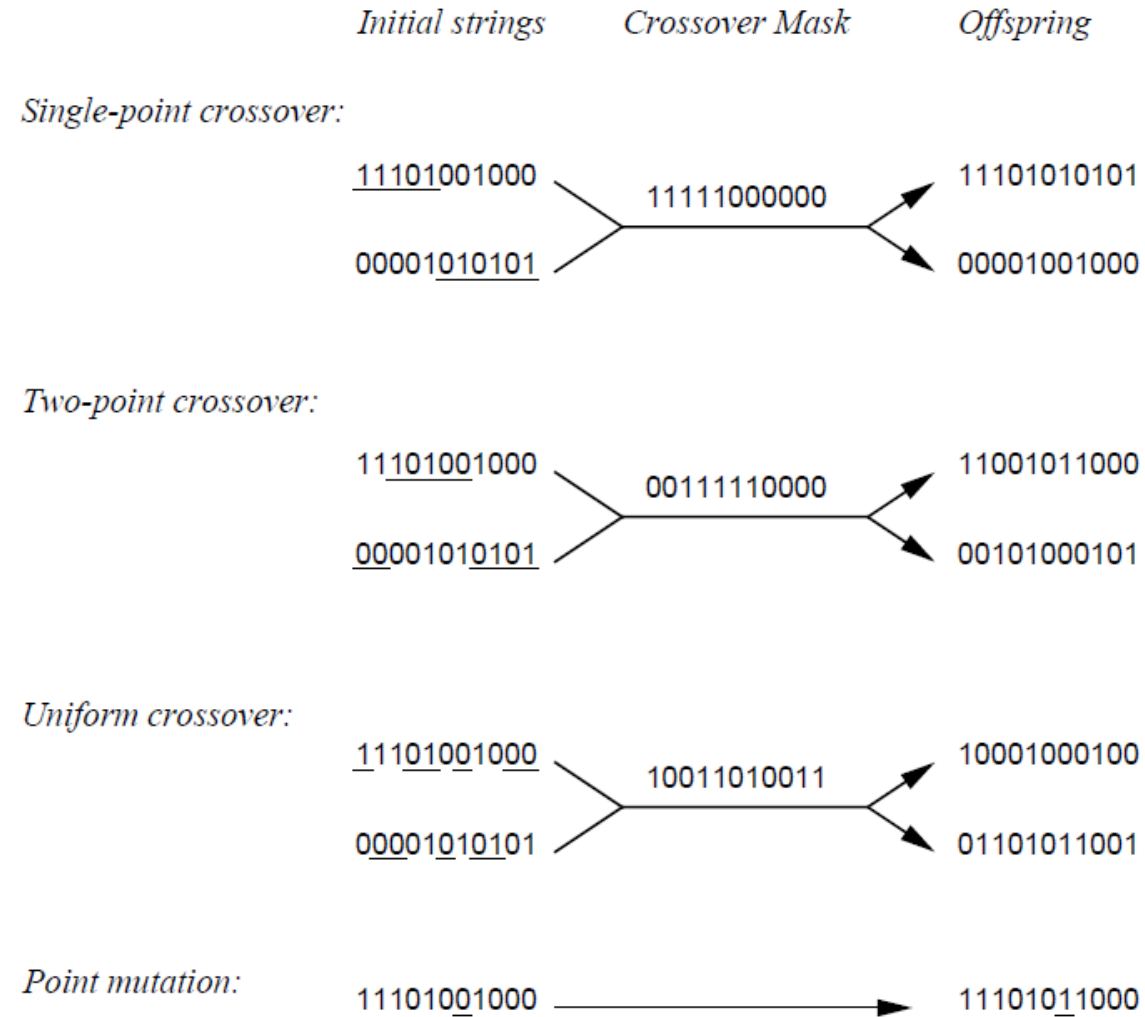 Initial strings Crossover Mask Offspring
Single-point crossover:
11101001000 11111000000 11101010101
00001010101 00001001000
Two-point crossover:
11101001000 00111110000 11001011000
00001010101 00101000101
Uniform crossover:
11101001000 10011010011 10001000100
00001010101 01101011001
Point mutation: 11101001000 11101011000